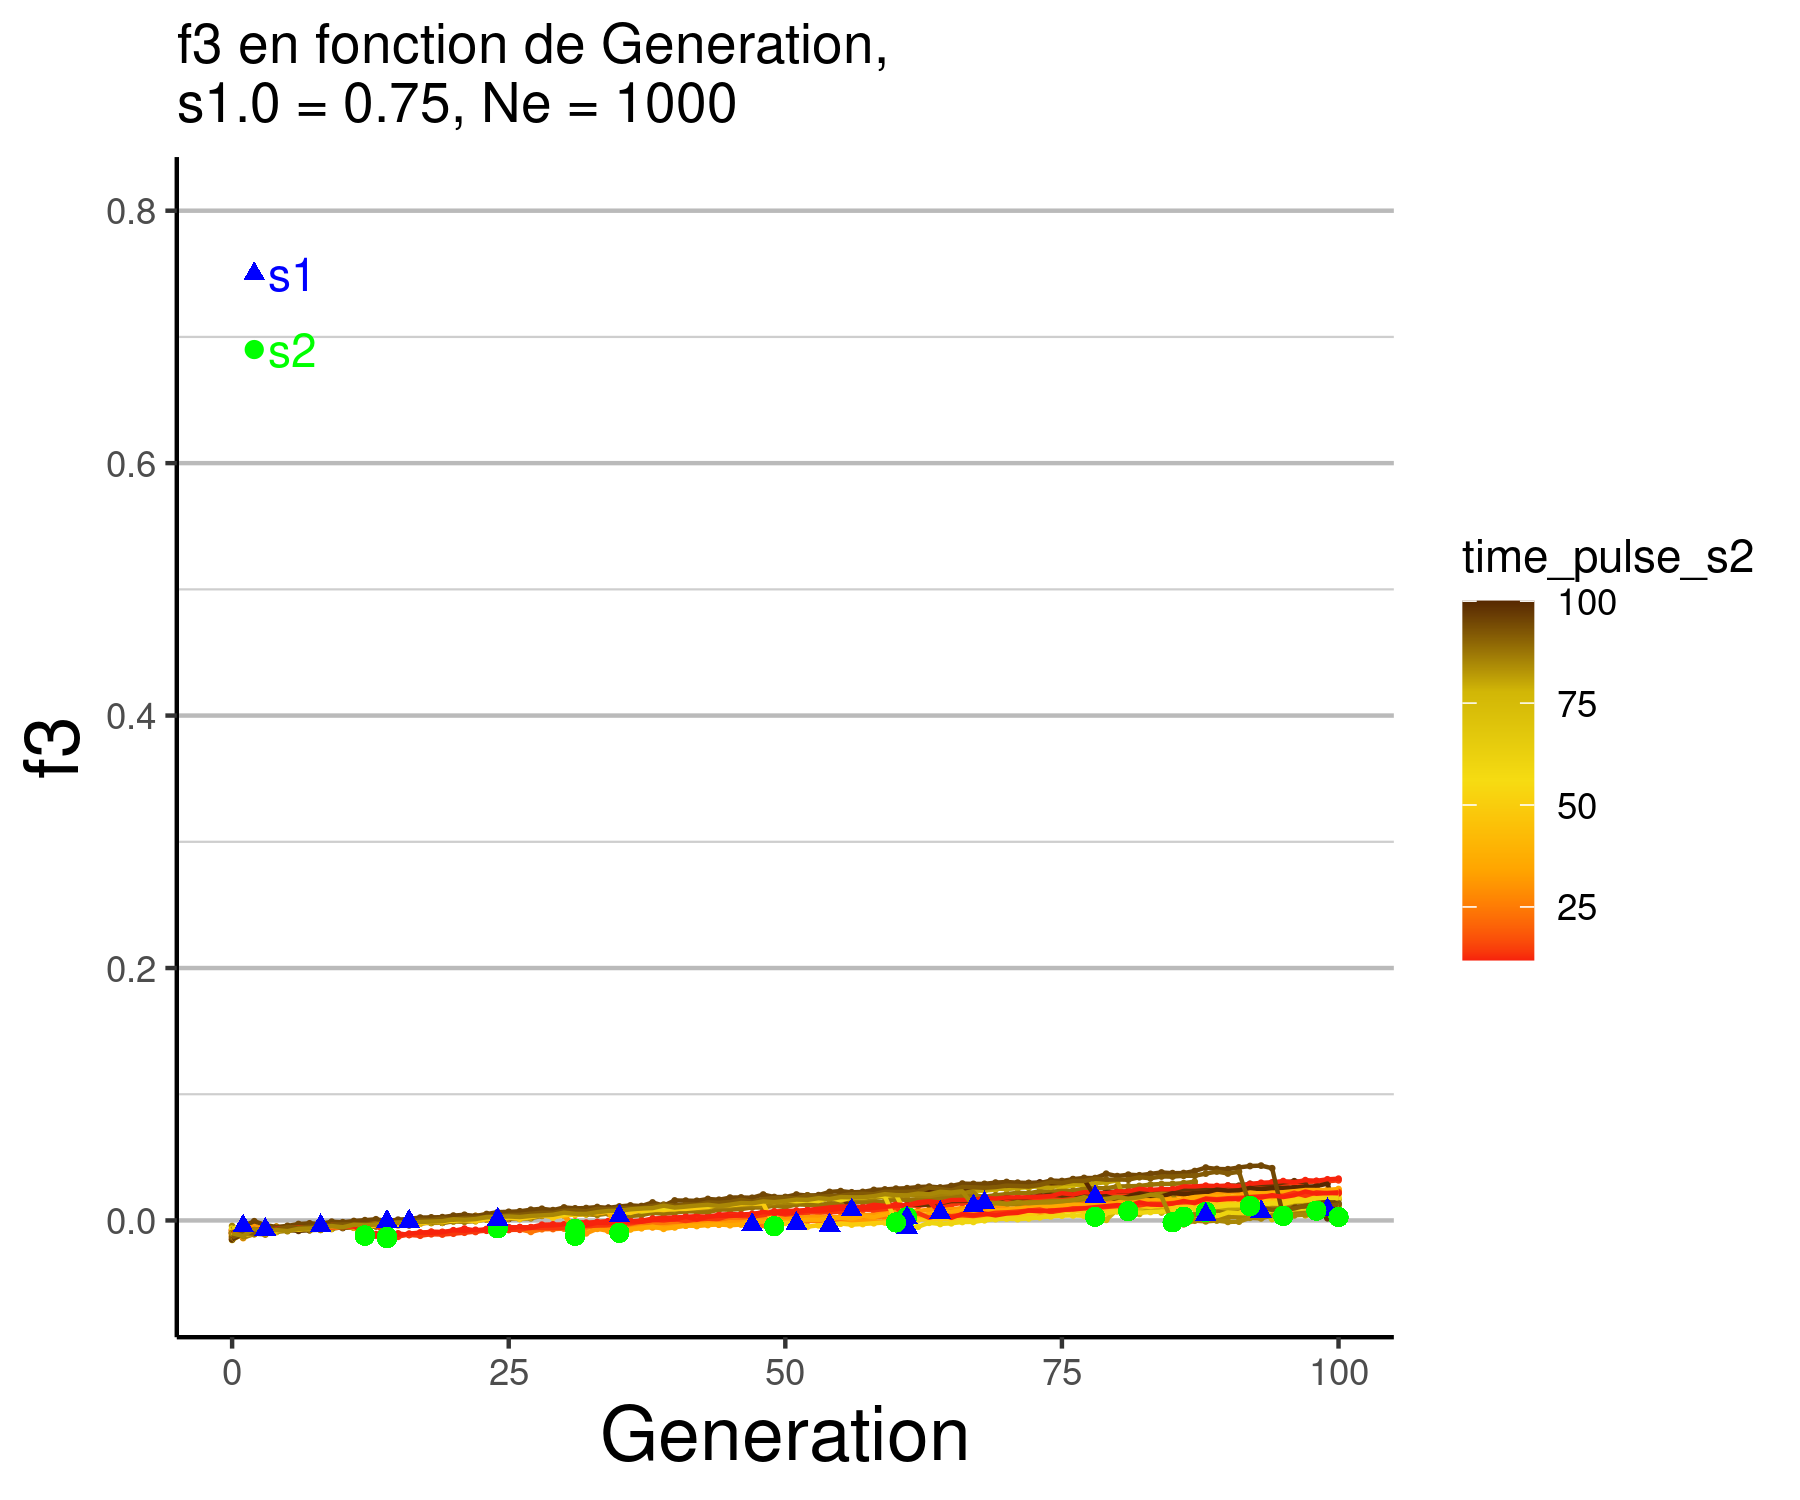 f3 en fonction de Generation,
s1.0 = 0.75, Ne = 1000
0.8
s1
s2
0.6
0.4
0.2
0.0
f3
0 25 50 75 100
Generation
time_pulse_s2
100
75
50
25